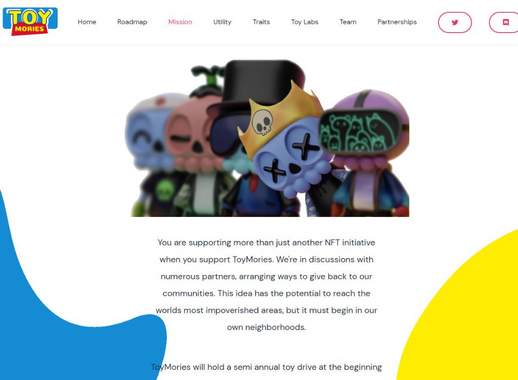 TOY
MORIES
Home Roadmap Mission Utility Traits Toy Labs Team Partnerships
You are supporting more than just another NFT initiative
when you support ToyMories. We're in discussions with
numerous partners, arranging ways to give back to our
communities. This idea has the potential to reach the
worlds most impoverished areas, but it must begin in our
own neighborhoods.
ToyMories will hold a semi annual toy drive at the beginning